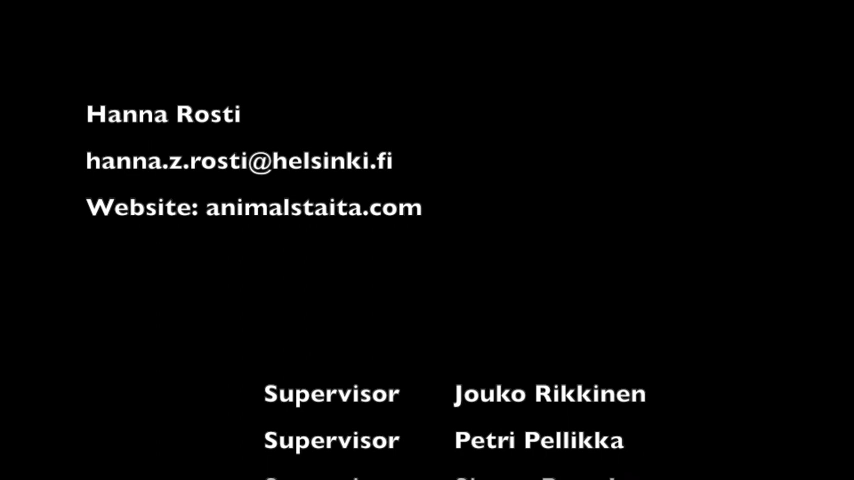 Hanna Rosti
hanna.z.rosti@helsinki.fi
Website: animalstaita.com
Supervisor Jouko Rikkinen
Supervisor Petri Pellikka